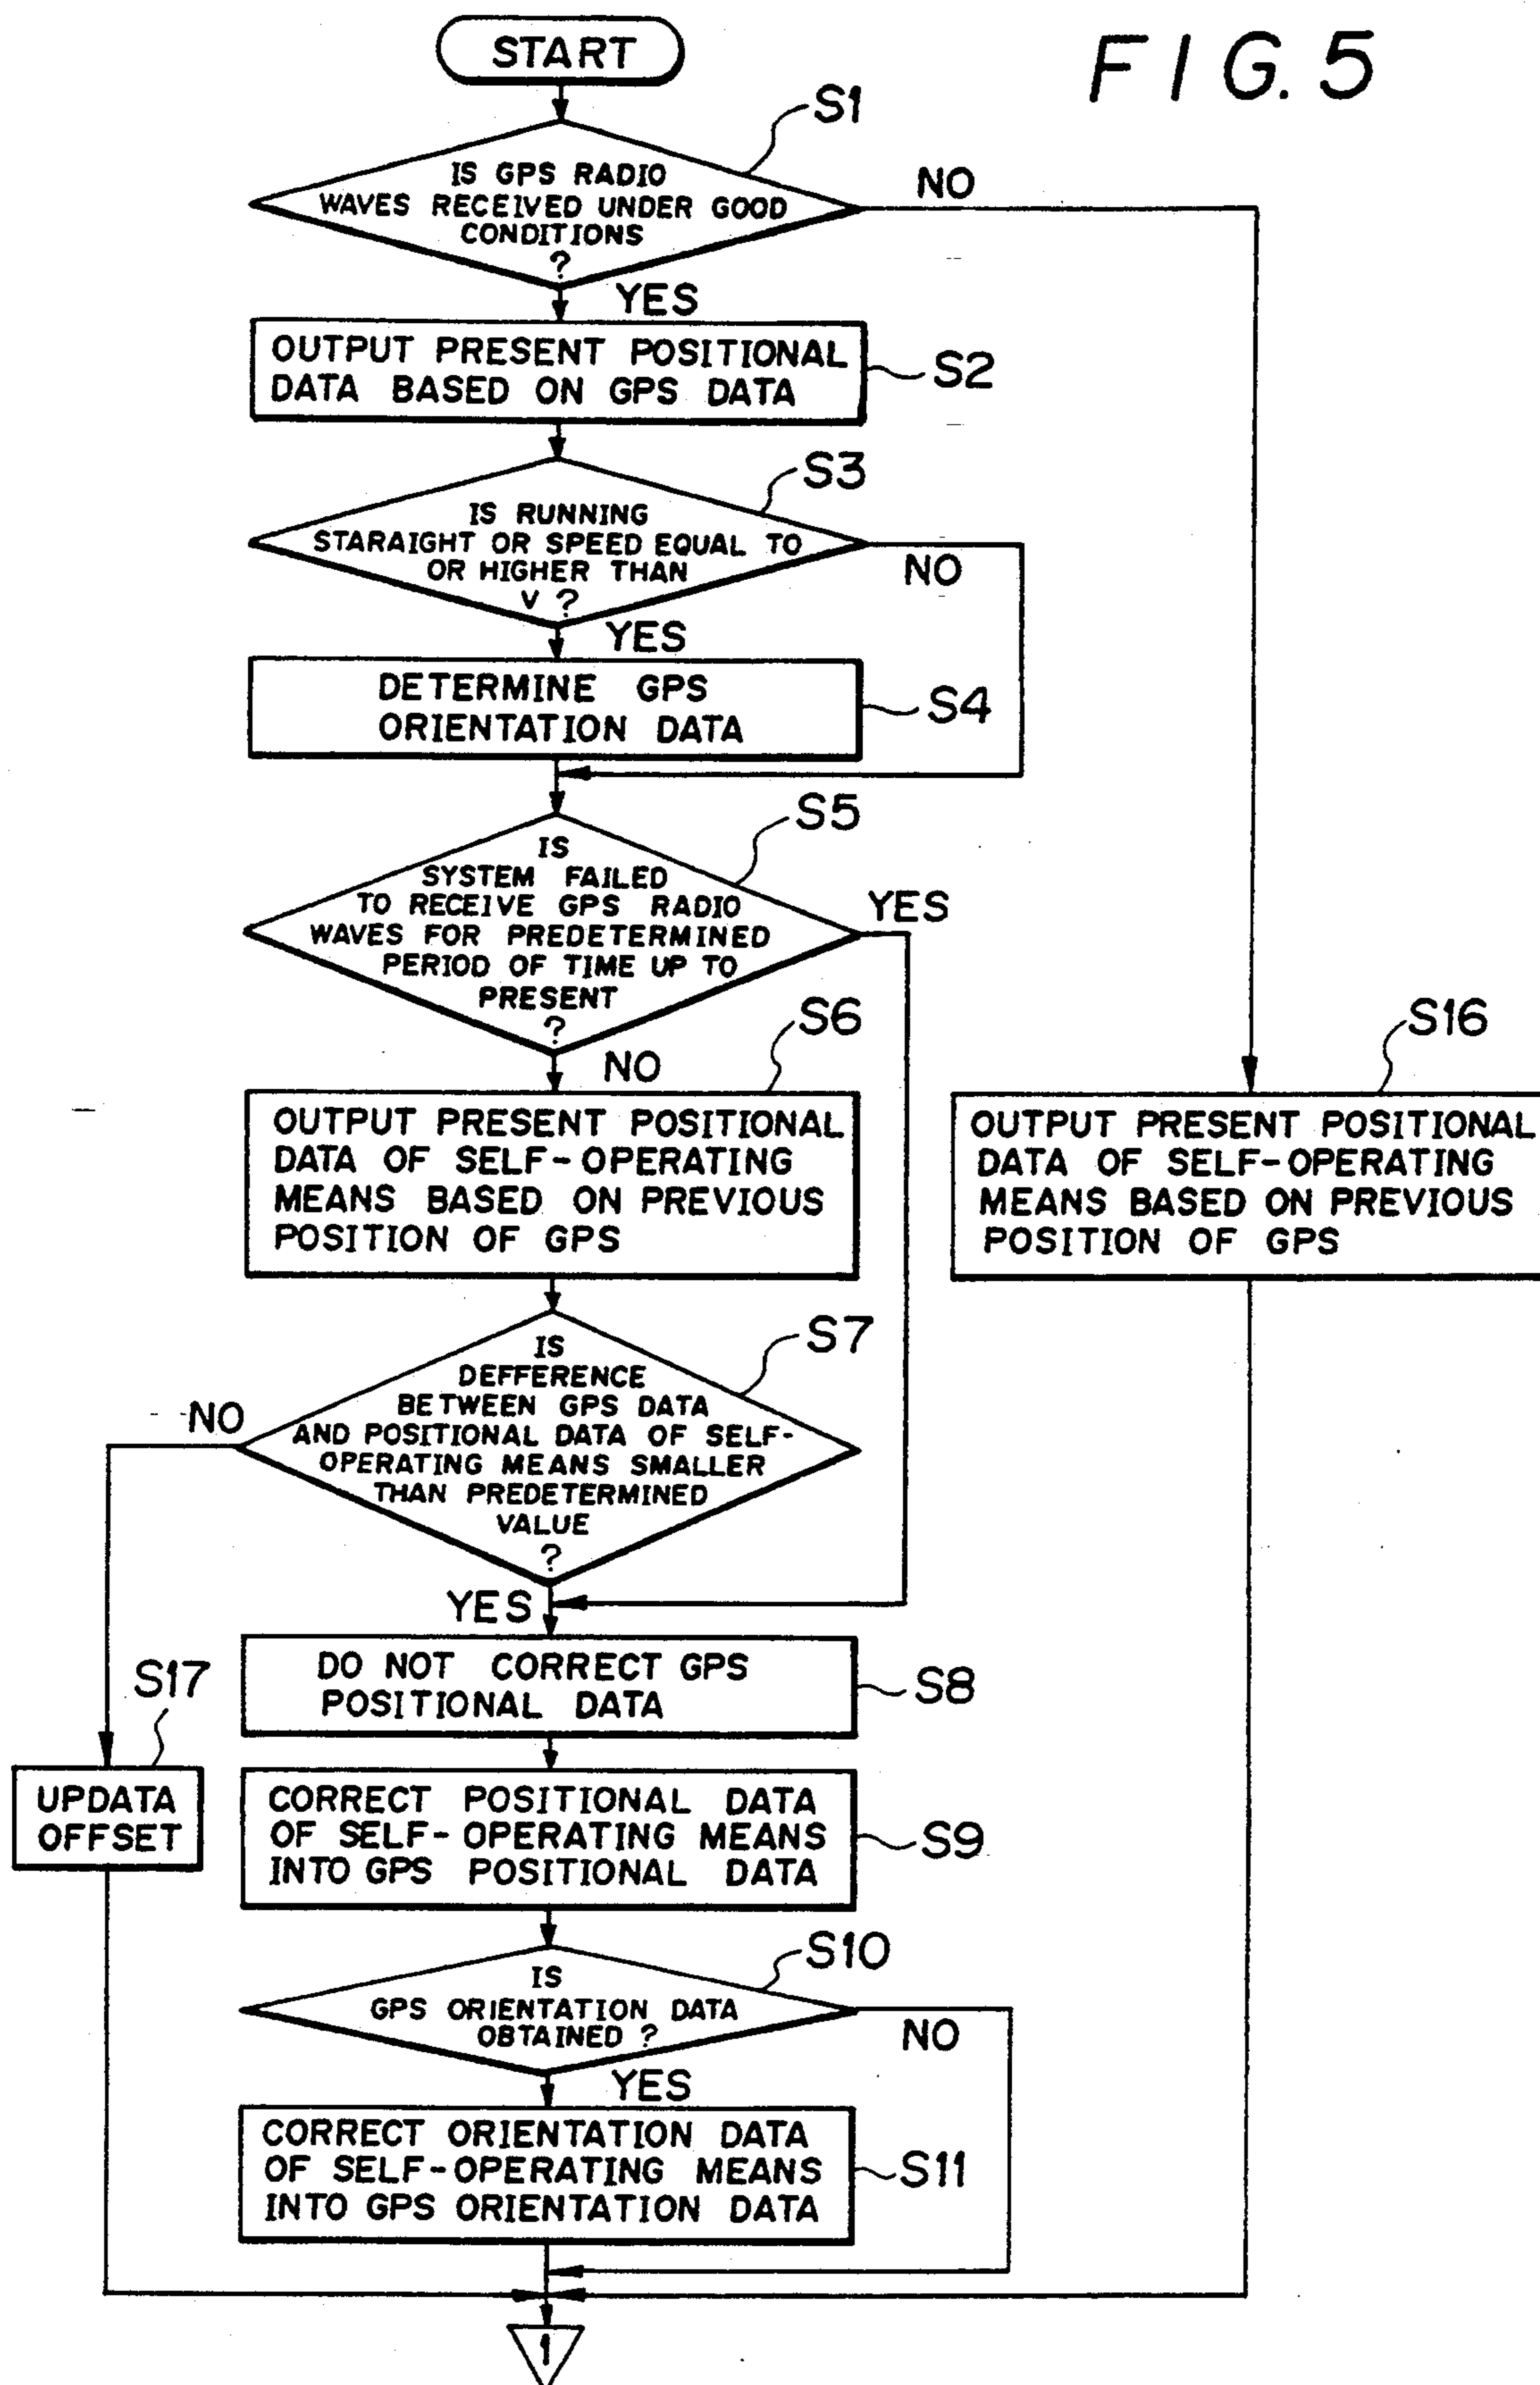 FIG. 5
START
S1
IS GPS RADIO
WAVES RECEIVED UNDER GOOD
CONDITIONS
?
NO
YES
OUTPUT PRESENT POSITIONAL
DATA BASED ON GPS DATA
S2
S3
IS RUNNING
STARAIGHT OR SPEED EQUAL TO
OR HIGHER THAN
V ?
NO
YES
DETERMINE GPS
ORIENTATION DATA
S4
S5
IS
SYSTEM FAILED
TO RECEIVE GPS RADIO
WAVES FOR PREDETERMINED
PERIOD OF TIME UP TO
PRESENT
?
YES
NO
S6
OUTPUT PRESENT POSITIONAL
DATA OF SELF-OPERATING
MEANS BASED ON PREVIOUS
POSITION OF GPS
S16
OUTPUT PRESENT POSITIONAL
DATA OF SELF-OPERATING
MEANS BASED ON PREVIOUS
POSITION OF GPS
S7
IS
DEFFERENCE
BETWEEN GPS DATA
AND POSITIONAL DATA OF SELF-
OPERATING MEANS SMALLER
THAN PREDETERMINED
VALUE
?
NO
YES
DO NOT CORRECT GPS
POSITIONAL DATA
S8
S17
UPDATA
OFFSET
CORRECT POSITIONAL DATA
OF SELF-OPERATING MEANS
INTO GPS POSITIONAL DATA
S9
S10
IS
GPS ORIENTATION DATA
OBTAINED ?
NO
YES
CORRECT ORIENTATION DATA
OF SELF-OPERATING MEANS
INTO GPS ORIENTATION DATA
S11
1